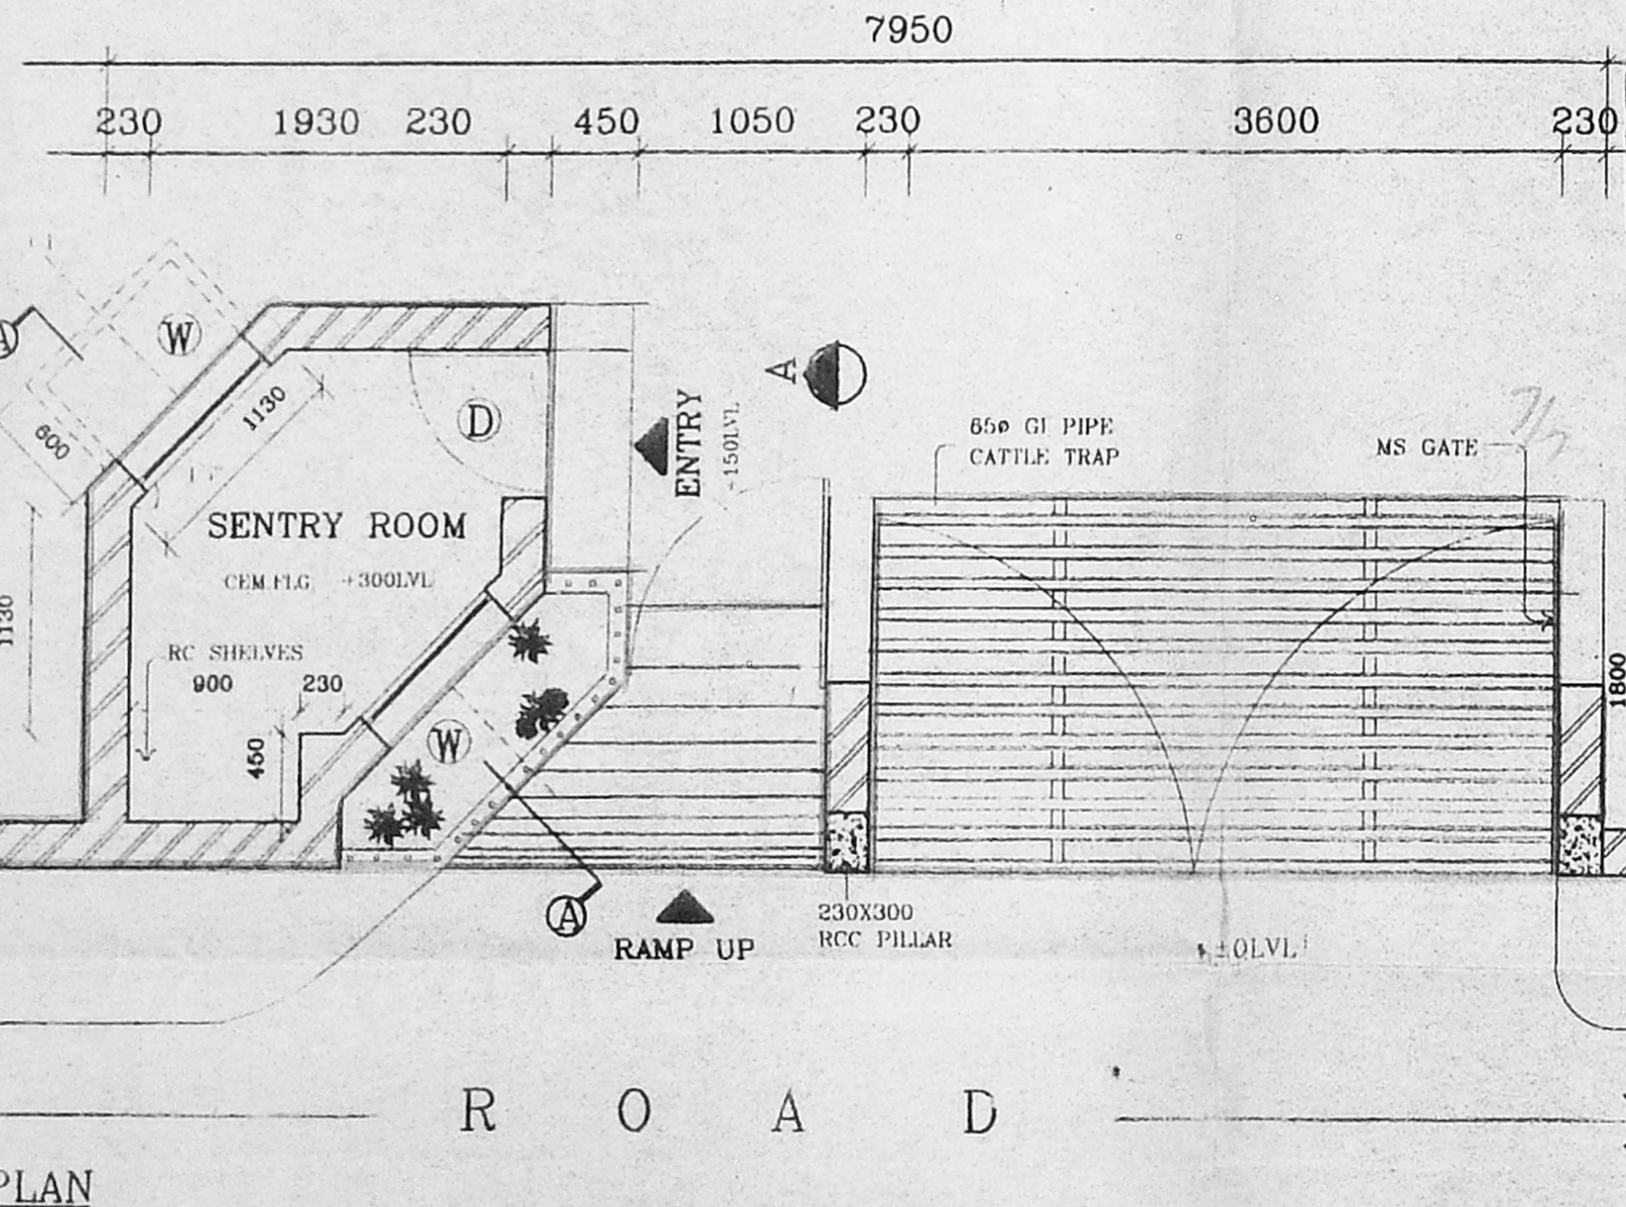 7950
230 1930 230 450 1050 230 3600 230
A
W
600
1130
D
ENTRY
-150LVL
A
65ø GI PIPE
CATTLE TRAP
MS GATE
SENTRY ROOM
CEM.FLG +300LVL
1130
RC SHELVES
900 230
450
W
1800
A
RAMP UP
230X300
RCC PILLAR
±0LVL
R O A D
PLAN